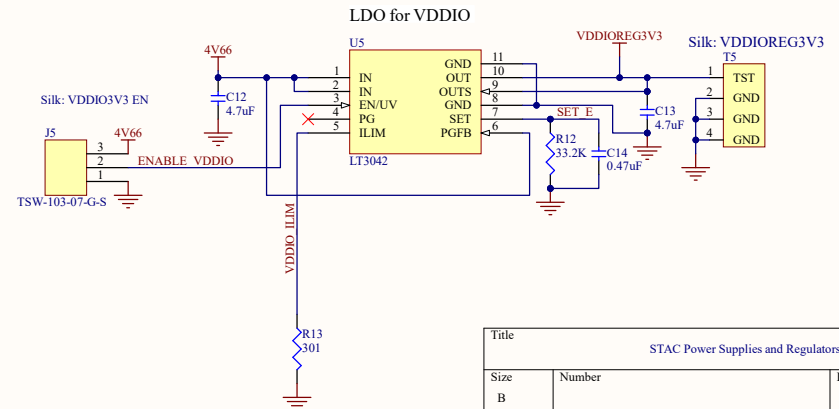 LDO for VDDIO
4V66
U5
VDDIOREG3V3
Silk: VDDIOREG3V3
T5
1 IN
2 IN
3 EN/UV
4 PG
5 ILIM
GND 11
OUT 10
OUTS 9
GND 8
SET 7
PGFB 6
LT3042
C12
4.7uF
Silk: VDDIO3V3 EN
J5
4V66
3
2
1
ENABLE_VDDIO
TSW-103-07-G-S
SET_E
R12
33.2K
C14
0.47uF
C13
4.7uF
1 TST
2 GND
3 GND
4 GND
VDDIO_ILIM
R13
301
Title
STAC Power Supplies and Regulators
Size
Number
B